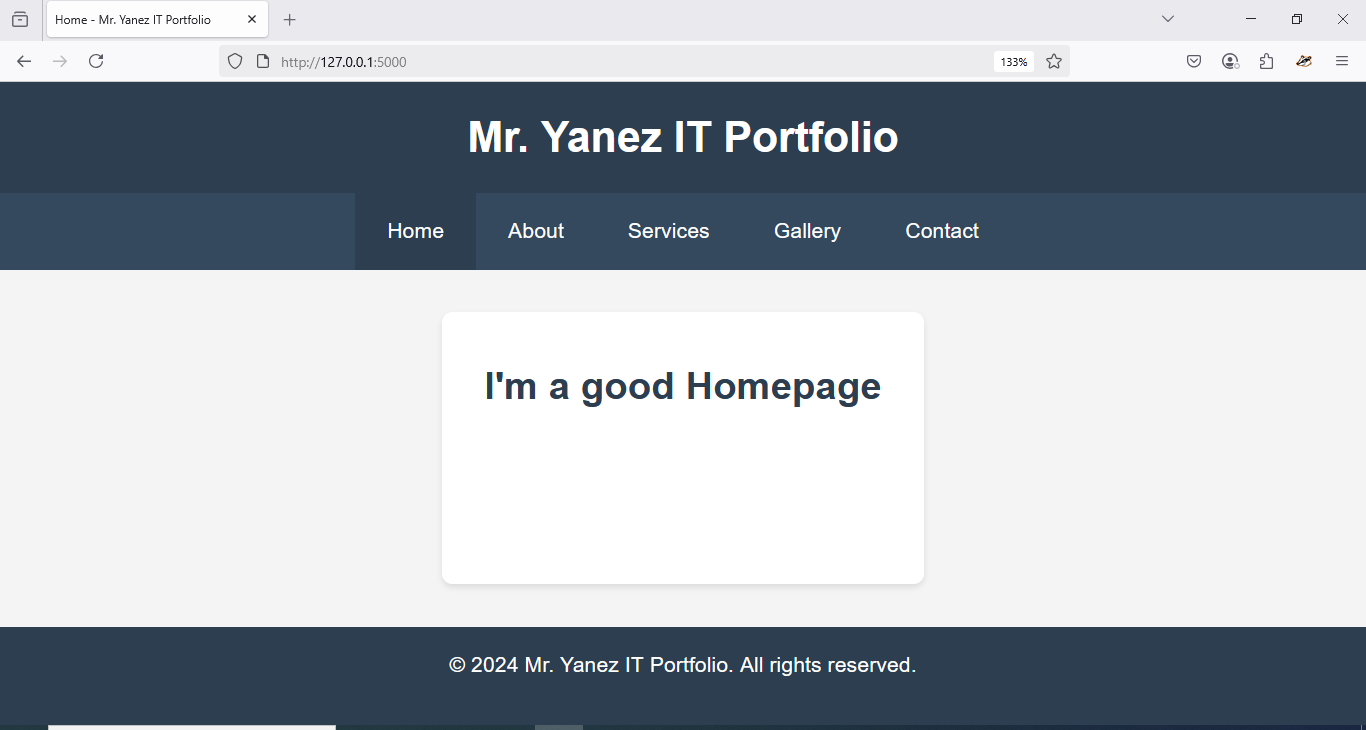 Home - Mr. Yanez IT Portfolio
http://127.0.0.1:5000
133%
Mr. Yanez IT Portfolio
Home About Services Gallery Contact
I'm a good Homepage
© 2024 Mr. Yanez IT Portfolio. All rights reserved.